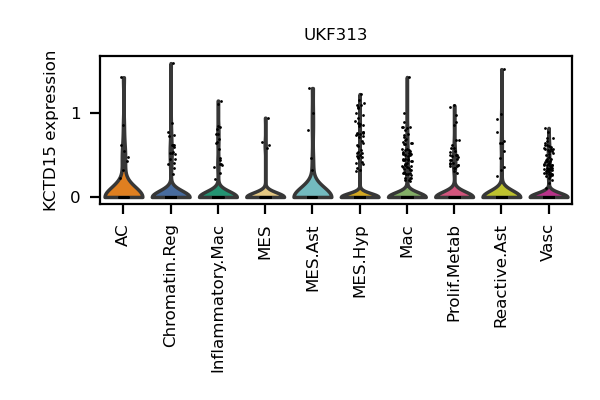 UKF313
KCTD15 expression
1
0
AC
Chromatin.Reg
Inflammatory.Mac
MES
MES.Ast
MES.Hyp
Mac
Prolif.Metab
Reactive.Ast
Vasc